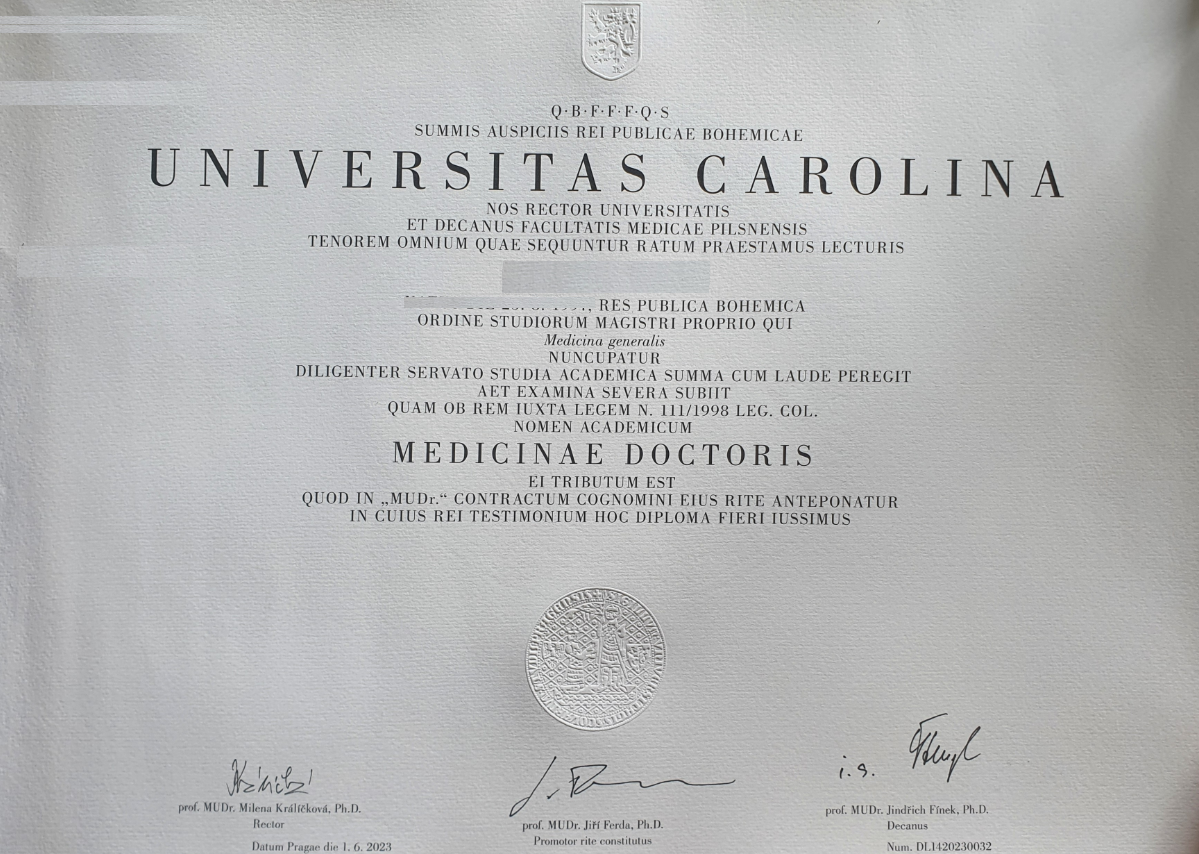 Q·B·F·F·F·Q·S
SUMMIS AUSPICIIS REI PUBLICAE BOHEMICAE
UNIVERSITAS CAROLINA
NOS RECTOR UNIVERSITATIS
ET DECANUS FACULTATIS MEDICAE PILSNENSIS
TENOREM OMNIUM QUAE SEQUUNTUR RATUM PRAESTAMUS LECTURIS
RES PUBLICA BOHEMICA
ORDINE STUDIORUM MAGISTRI PROPRIO QUI
Medicina generalis
NUNCUPATUR
DILIGENTER SERVATO STUDIA ACADEMICA SUMMA CUM LAUDE PEREGIT
AET EXAMINA SEVERA SUBIIT
QUAM OB REM IUXTA LEGEM N. 111/1998 LEG. COL.
NOMEN ACADEMICUM
MEDICINAE DOCTORIS
EI TRIBUTUM EST
QUOD IN „MUDr.“ CONTRACTUM COGNOMINI EIUS RITE ANTEPONATUR
IN CUIUS REI TESTIMONIUM HOC DIPLOMA FIERI IUSSIMUS
i. s.
prof. MUDr. Milena Králíčková, Ph.D.
Rector
Datum Pragae die 1. 6. 2023
prof. MUDr. Jiří Ferda, Ph.D.
Promotor rite constitutus
prof. MUDr. Jindřich Fínek, Ph.D.
Decanus
Num. DL1420230032